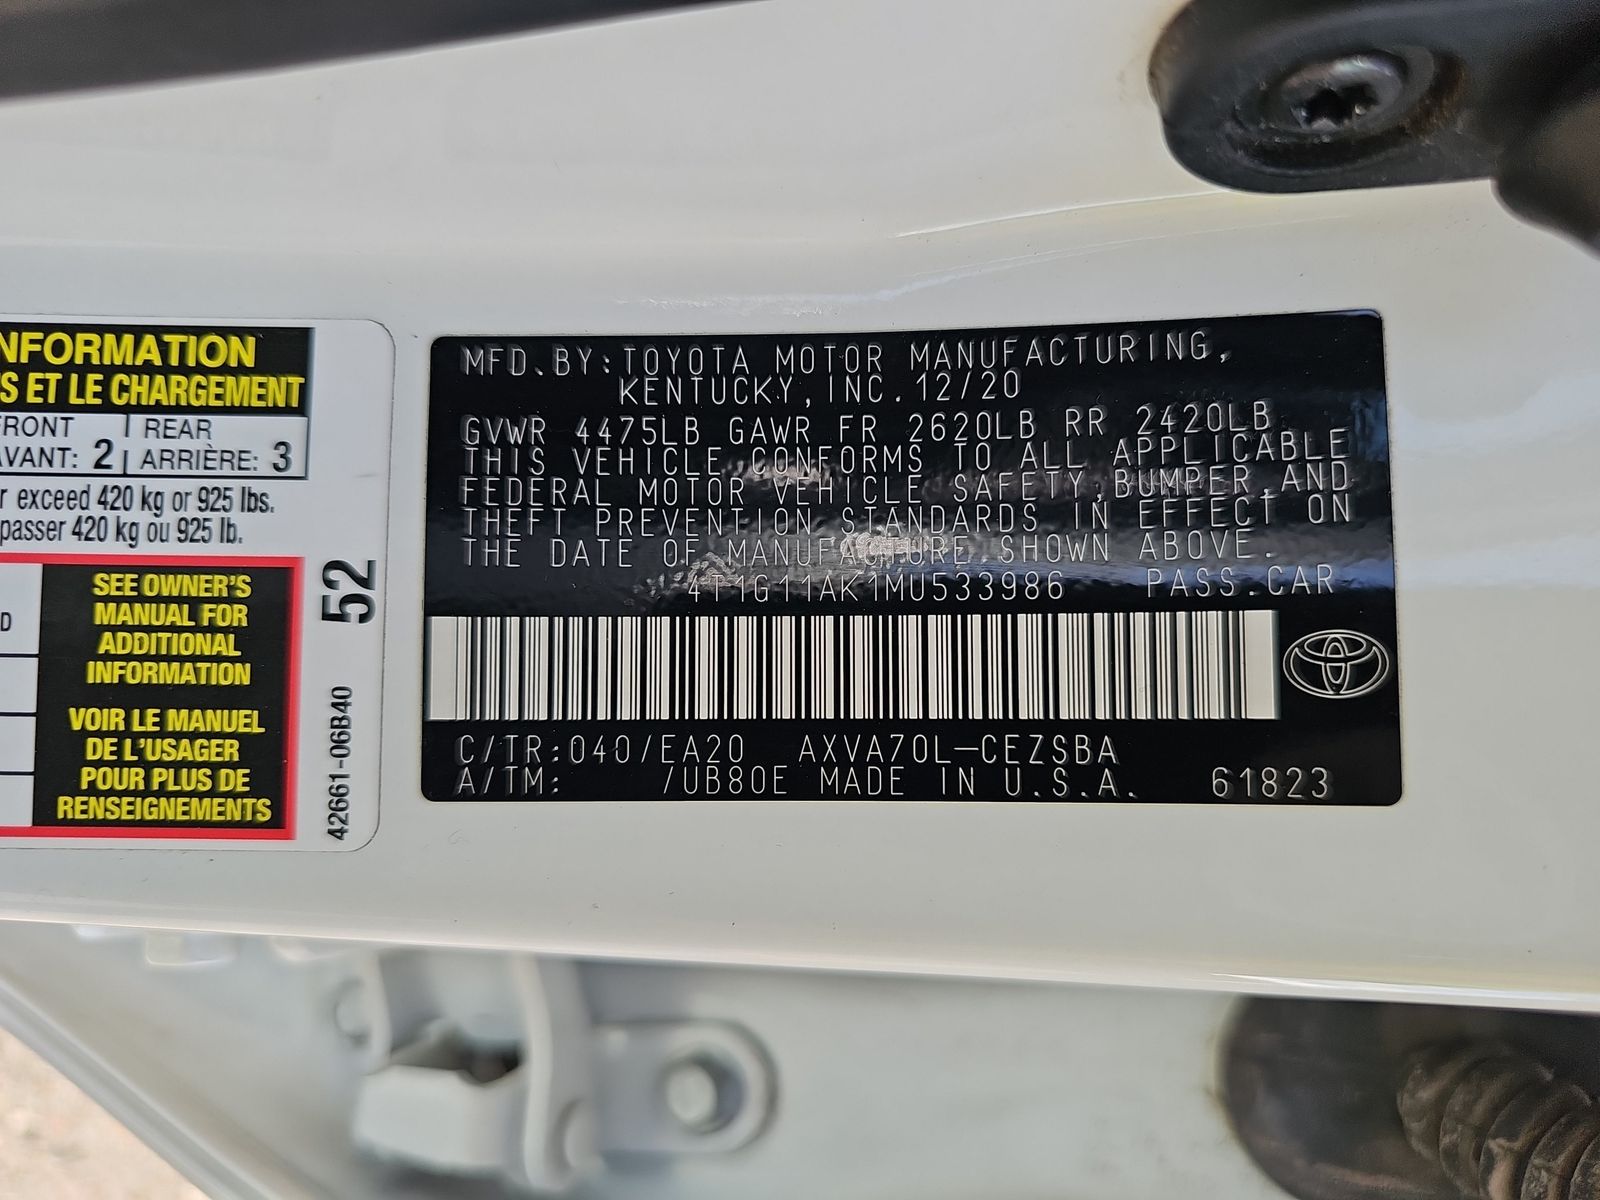 NFORMATION
S ET LE CHARGEMENT
FRONT REAR
AVANT: 2 ARRIÈRE: 3
r exceed 420 kg or 925 lbs.
passer 420 kg ou 925 lb.
D
SEE OWNER'S
MANUAL FOR
ADDITIONAL
INFORMATION
VOIR LE MANUEL
DE L'USAGER
POUR PLUS DE
RENSEIGNEMENTS
52
42661-06B40
MFD.BY:TOYOTA MOTOR MANUFACTURING,
KENTUCKY, INC. 12/20
GVWR 4475LB GAWR FR 2620LB RR 2420LB
THIS VEHICLE CONFORMS TO ALL APPLICABLE
FEDERAL MOTOR VEHICLE SAFETY,BUMPER,AND
THEFT PREVENTION STANDARDS IN EFFECT ON
THE DATE OF MANUFACTURE SHOWN ABOVE.
4T1G11AK1MU533986 PASS.CAR
C/TR:040/EA20 AXVA70L-CEZSBA
A/TM: /UB80E MADE IN U.S.A. 61823